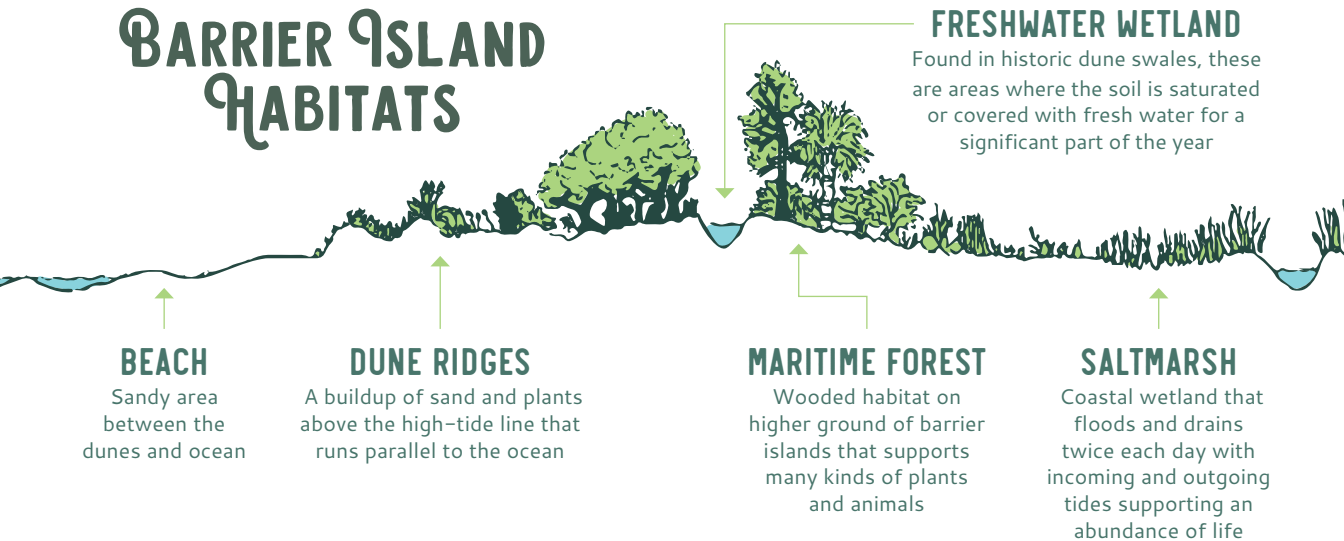 BARRIER ISLAND
HABITATS
FRESHWATER WETLAND
Found in historic dune swales, these
are areas where the soil is saturated
or covered with fresh water for a
significant part of the year
BEACH
Sandy area
between the
dunes and ocean
DUNE RIDGES
A buildup of sand and plants
above the high-tide line that
runs parallel to the ocean
MARITIME FOREST
Wooded habitat on
higher ground of barrier
islands that supports
many kinds of plants
and animals
SALTMARSH
Coastal wetland that
floods and drains
twice each day with
incoming and outgoing
tides supporting an
abundance of life